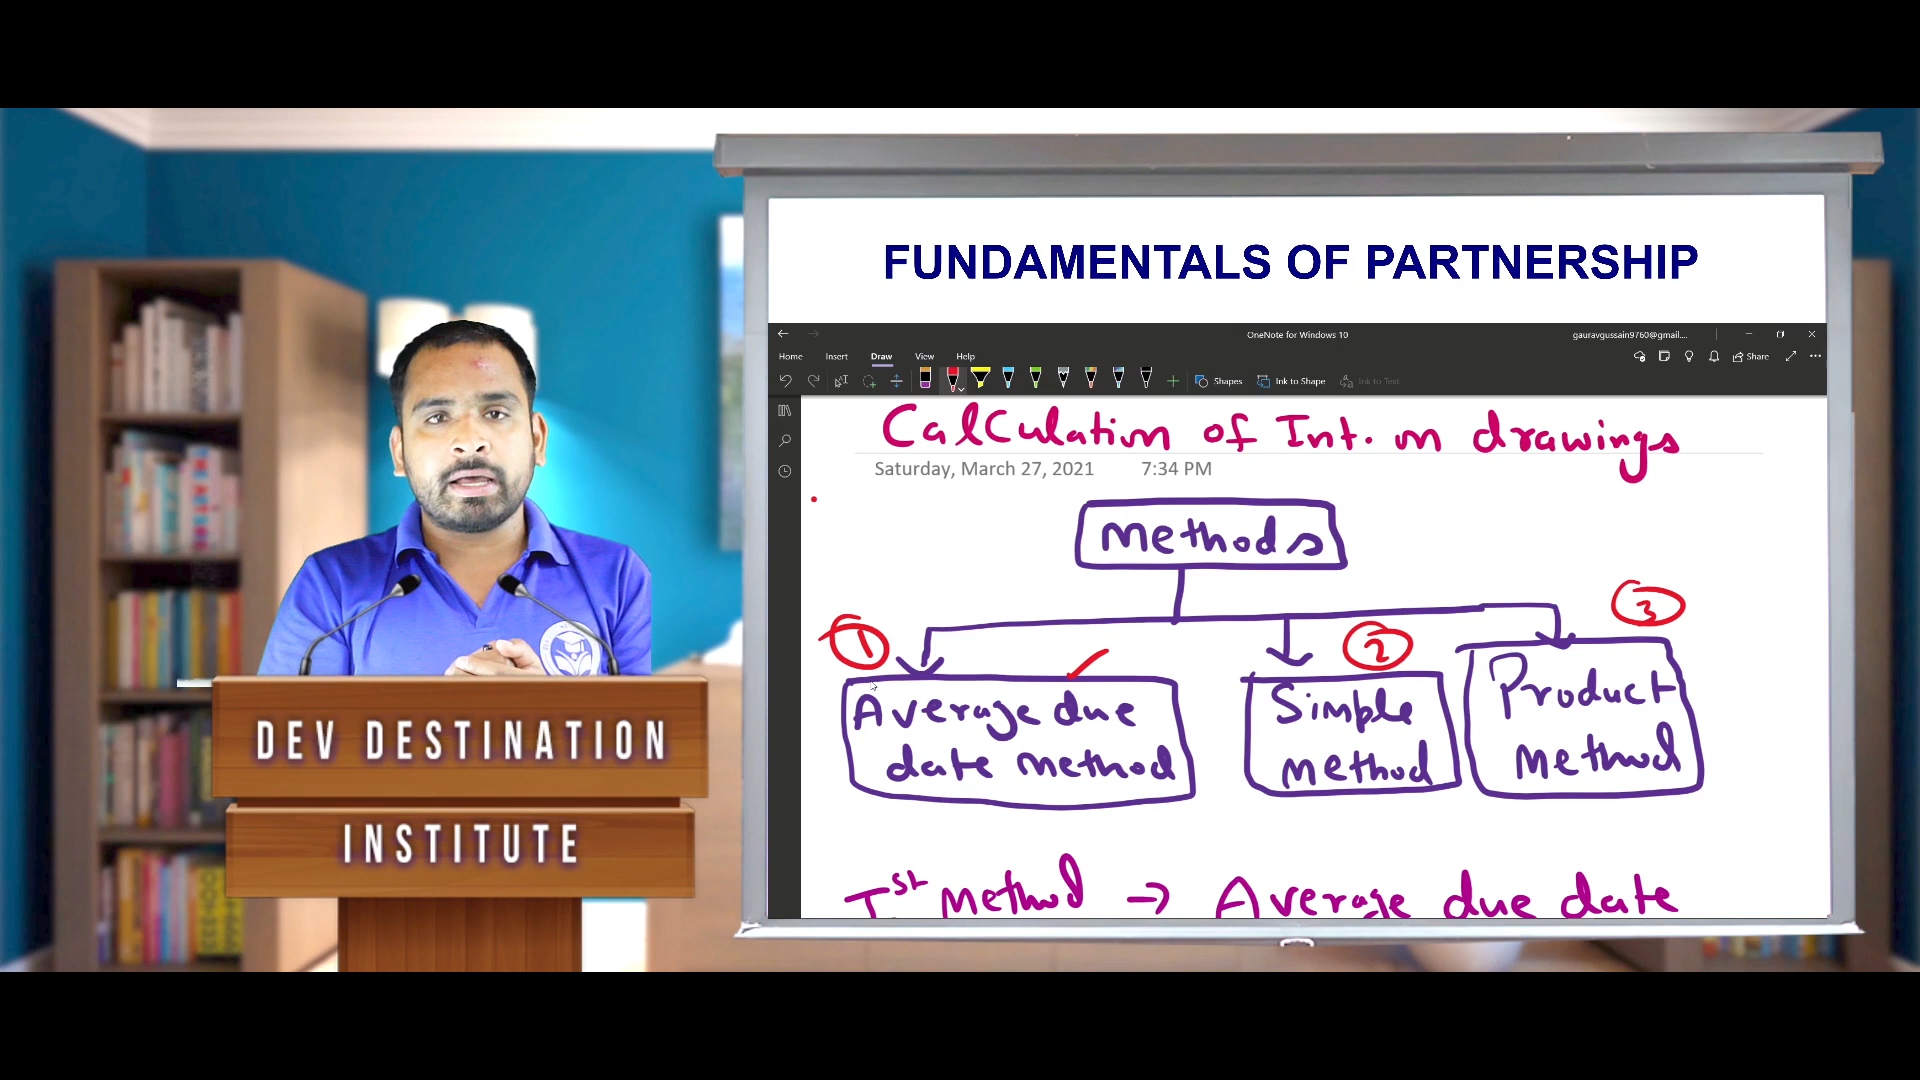 FUNDAMENTALS OF PARTNERSHIP
OneNote for Windows 10
gauravgussain9760@gmail....
Home Insert Draw View Help
Share
Shapes Ink to Shape Ink to Text
Calculation of Int. on drawings
Saturday, March 27, 2021 7:34 PM
Methods
1
2
3
Average due
date method
Simple
method
Product
Method
Ist Method → Average due date
DEV DESTINATION
INSTITUTE